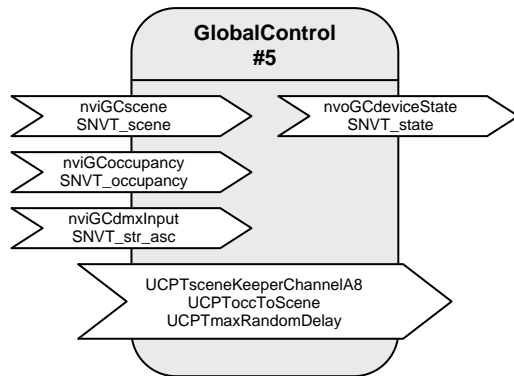 GlobalControl
#5
nviGCscene
SNVT_scene
nvoGCdeviceState
SNVT_state
nviGCoccupancy
SNVT_occupancy
nviGCdmxInput
SNVT_str_asc
UCPTsceneKeeperChannelA8
UCPToccToScene
UCPTmaxRandomDelay